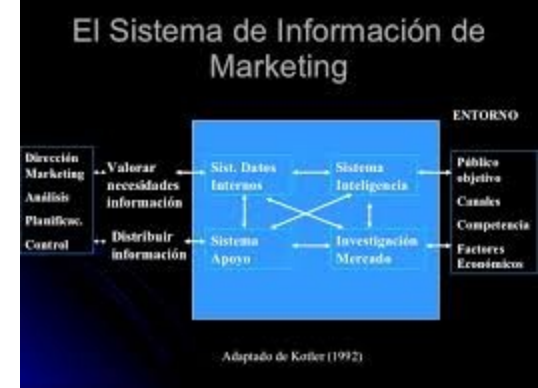 El Sistema de Información de
Marketing
ENTORNO
Dirección
Marketing
Análisis
Planificac.
Control
Valorar
necesidades
información
Distribuir
información
Sist. Datos
Internos
Sistema
Inteligencia
Sistema
Apoyo
Investigación
Mercado
Público
objetivo
Canales
Competencia
Factores
Económicos
Adaptado de Kotler (1992)